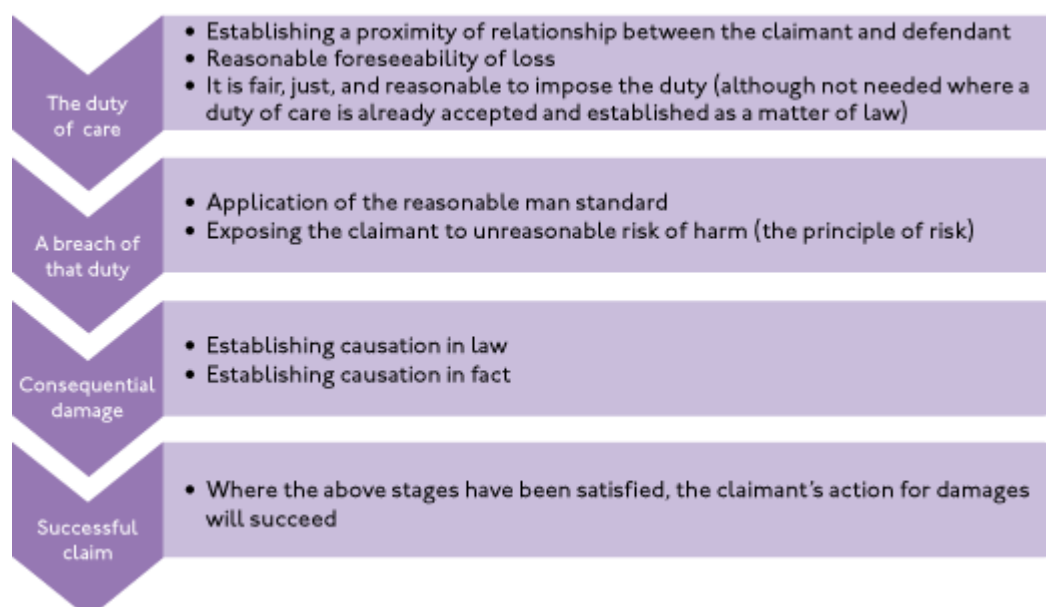 The duty
of care
• Establishing a proximity of relationship between the claimant and defendant
• Reasonable foreseeability of loss
• It is fair, just, and reasonable to impose the duty (although not needed where a
duty of care is already accepted and established as a matter of law)
A breach of
that duty
• Application of the reasonable man standard
• Exposing the claimant to unreasonable risk of harm (the principle of risk)
Consequential
damage
• Establishing causation in law
• Establishing causation in fact
Successful
claim
• Where the above stages have been satisfied, the claimant's action for damages
will succeed